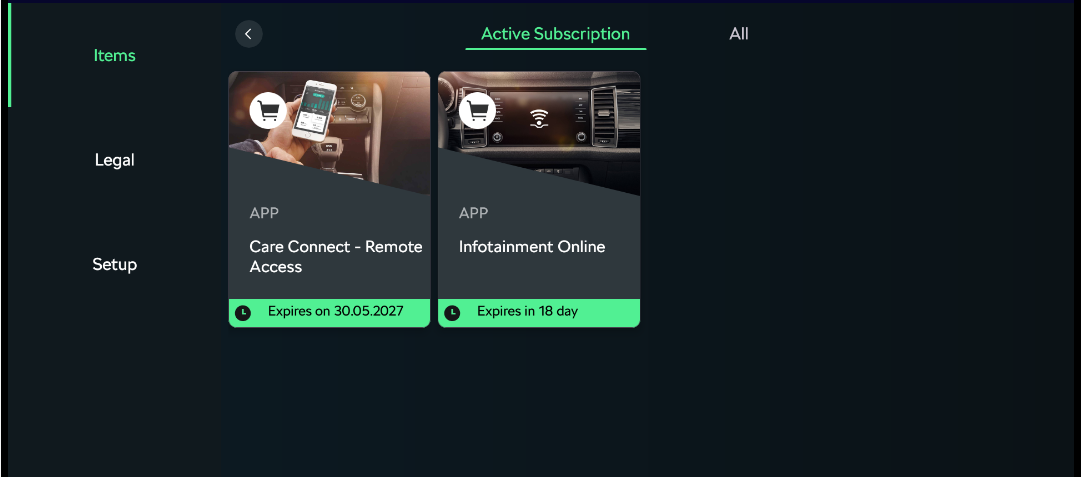 Active Subscription
All
Items
Legal
Setup
APP
Care Connect - Remote
Access
Expires on 30.05.2027
APP
Infotainment Online
Expires in 18 day